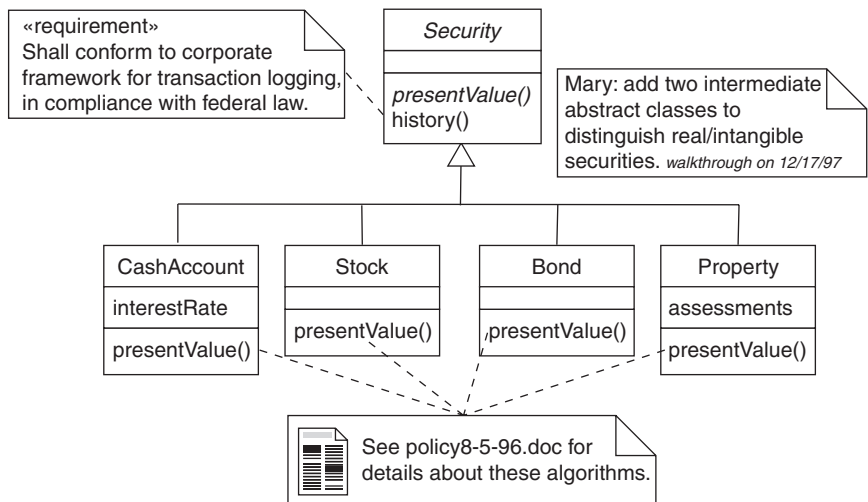 «requirement»
Shall conform to corporate
framework for transaction logging,
in compliance with federal law.
Security
presentValue()
history()
Mary: add two intermediate
abstract classes to
distinguish real/intangible
securities. walkthrough on 12/17/97
CashAccount
interestRate
presentValue()
Stock
presentValue()
Bond
presentValue()
Property
assessments
presentValue()
See policy8-5-96.doc for
details about these algorithms.